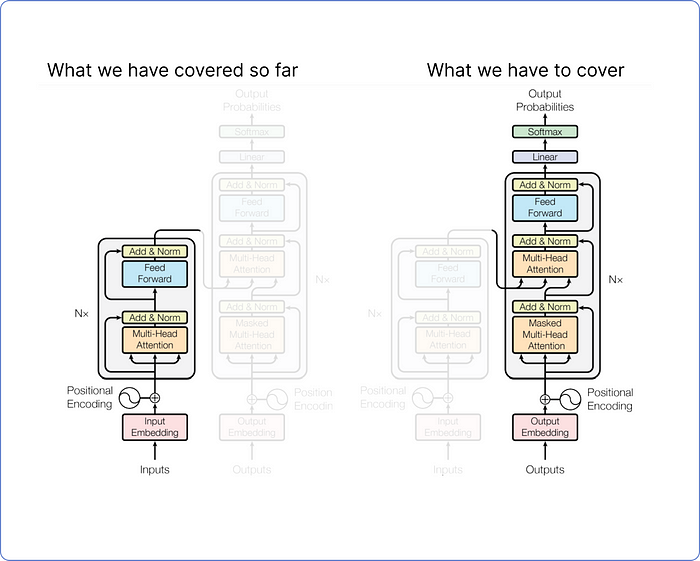 What we have covered so far
What we have to cover
Output
Probabilities
Softmax
Linear
Add & Norm
Feed
Forward
Add & Norm
Multi-Head
Attention
Nx
Add & Norm
Masked
Multi-Head
Attention
Add & Norm
Feed
Forward
Nx
Add & Norm
Multi-Head
Attention
Positional
Encoding
Input
Embedding
Inputs
Position
Encodin
Output
Embedding
Outputs
Output
Probabilities
Softmax
Linear
Add & Norm
Feed
Forward
Add & Norm
Multi-Head
Attention
Nx
Add & Norm
Masked
Multi-Head
Attention
Add & Norm
Feed
Forward
Nx
Add & Norm
Multi-Head
Attention
Positional
Encoding
Input
Embedding
Inputs
Positional
Encoding
Output
Embedding
Outputs